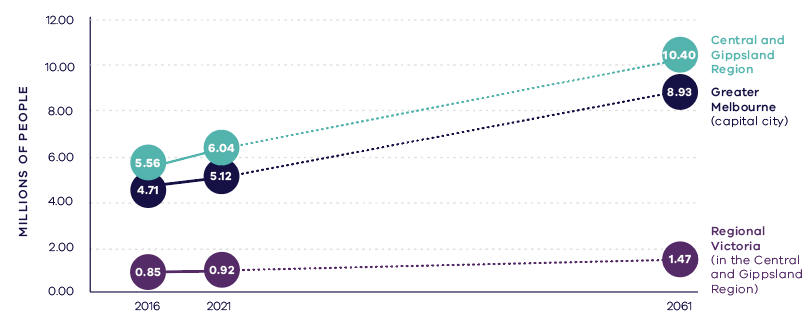 MILLIONS OF PEOPLE
12.00
10.00
8.00
6.00
4.00
2.00
0.00
5.56
6.04
10.40
4.71
5.12
8.93
0.85
0.92
1.47
2016
2021
2061
Central and
Gippsland
Region
Greater
Melbourne
(capital city)
Regional
Victoria
(in the Central
and Gippsland
Region)